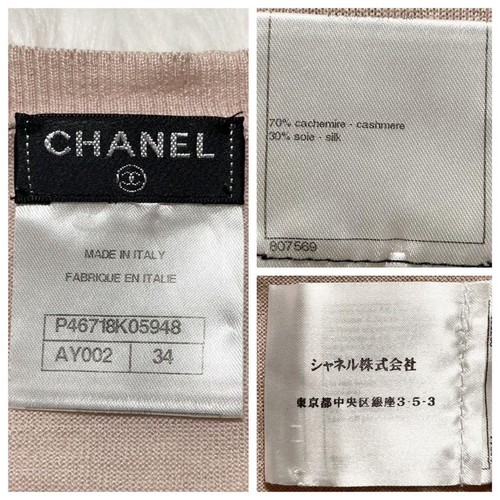 CHANEL
MADE IN ITALY
FABRIQUE EN ITALIE
P46718K05948
AY002 34
70% cachemire - cashmere
30% soie - silk
807569
シャネル株式会社
東京都中央区銀座3-5-3